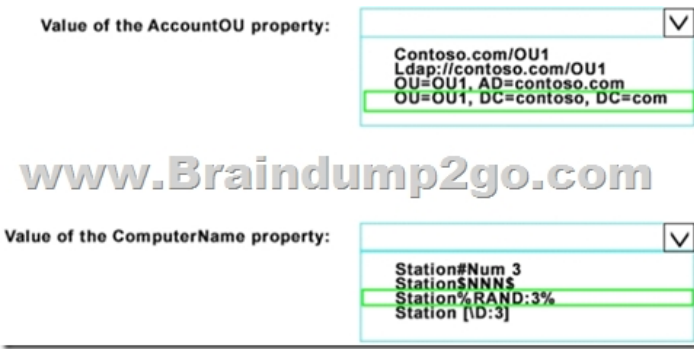 Value of the AccountOU property:
Contoso.com/OU1
Ldap://contoso.com/OU1
OU=OU1, AD=contoso.com
OU=OU1, DC=contoso, DC=com
www.Braindump2go.com
Value of the ComputerName property:
Station#Num 3
Station$NNN$
Station%RAND:3%
Station [\D:3]